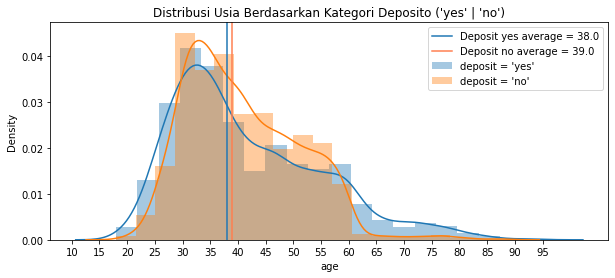 Distribusi Usia Berdasarkan Kategori Deposito ('yes' | 'no')
Deposit yes average = 38.0
Deposit no average = 39.0
deposit = 'yes'
deposit = 'no'
Density
0.04
0.03
0.02
0.01
0.00
10 15 20 25 30 35 40 45 50 55 60 65 70 75 80 85 90 95
age